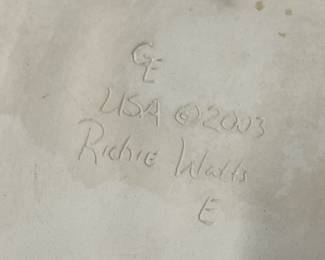 GE
USA ©2003
Richie Watts
E